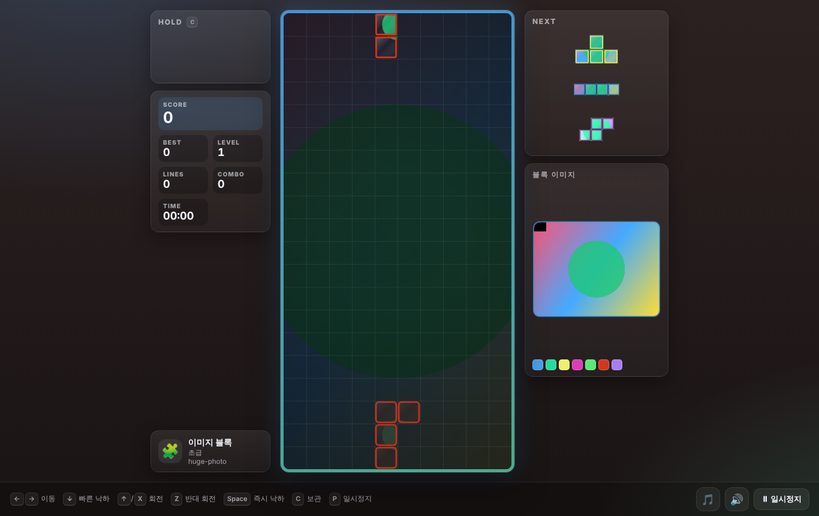 HOLD C
SCORE
0
BEST LEVEL
0 1
LINES COMBO
0 0
TIME
00:00
이미지 블록
초급
huge-photo
NEXT
블록 이미지
← → 이동 ↓ 빠른 낙하 ↑ / X 회전 Z 반대 회전 Space 즉시 낙하 C 보관 P 일시정지
⏸ 일시정지